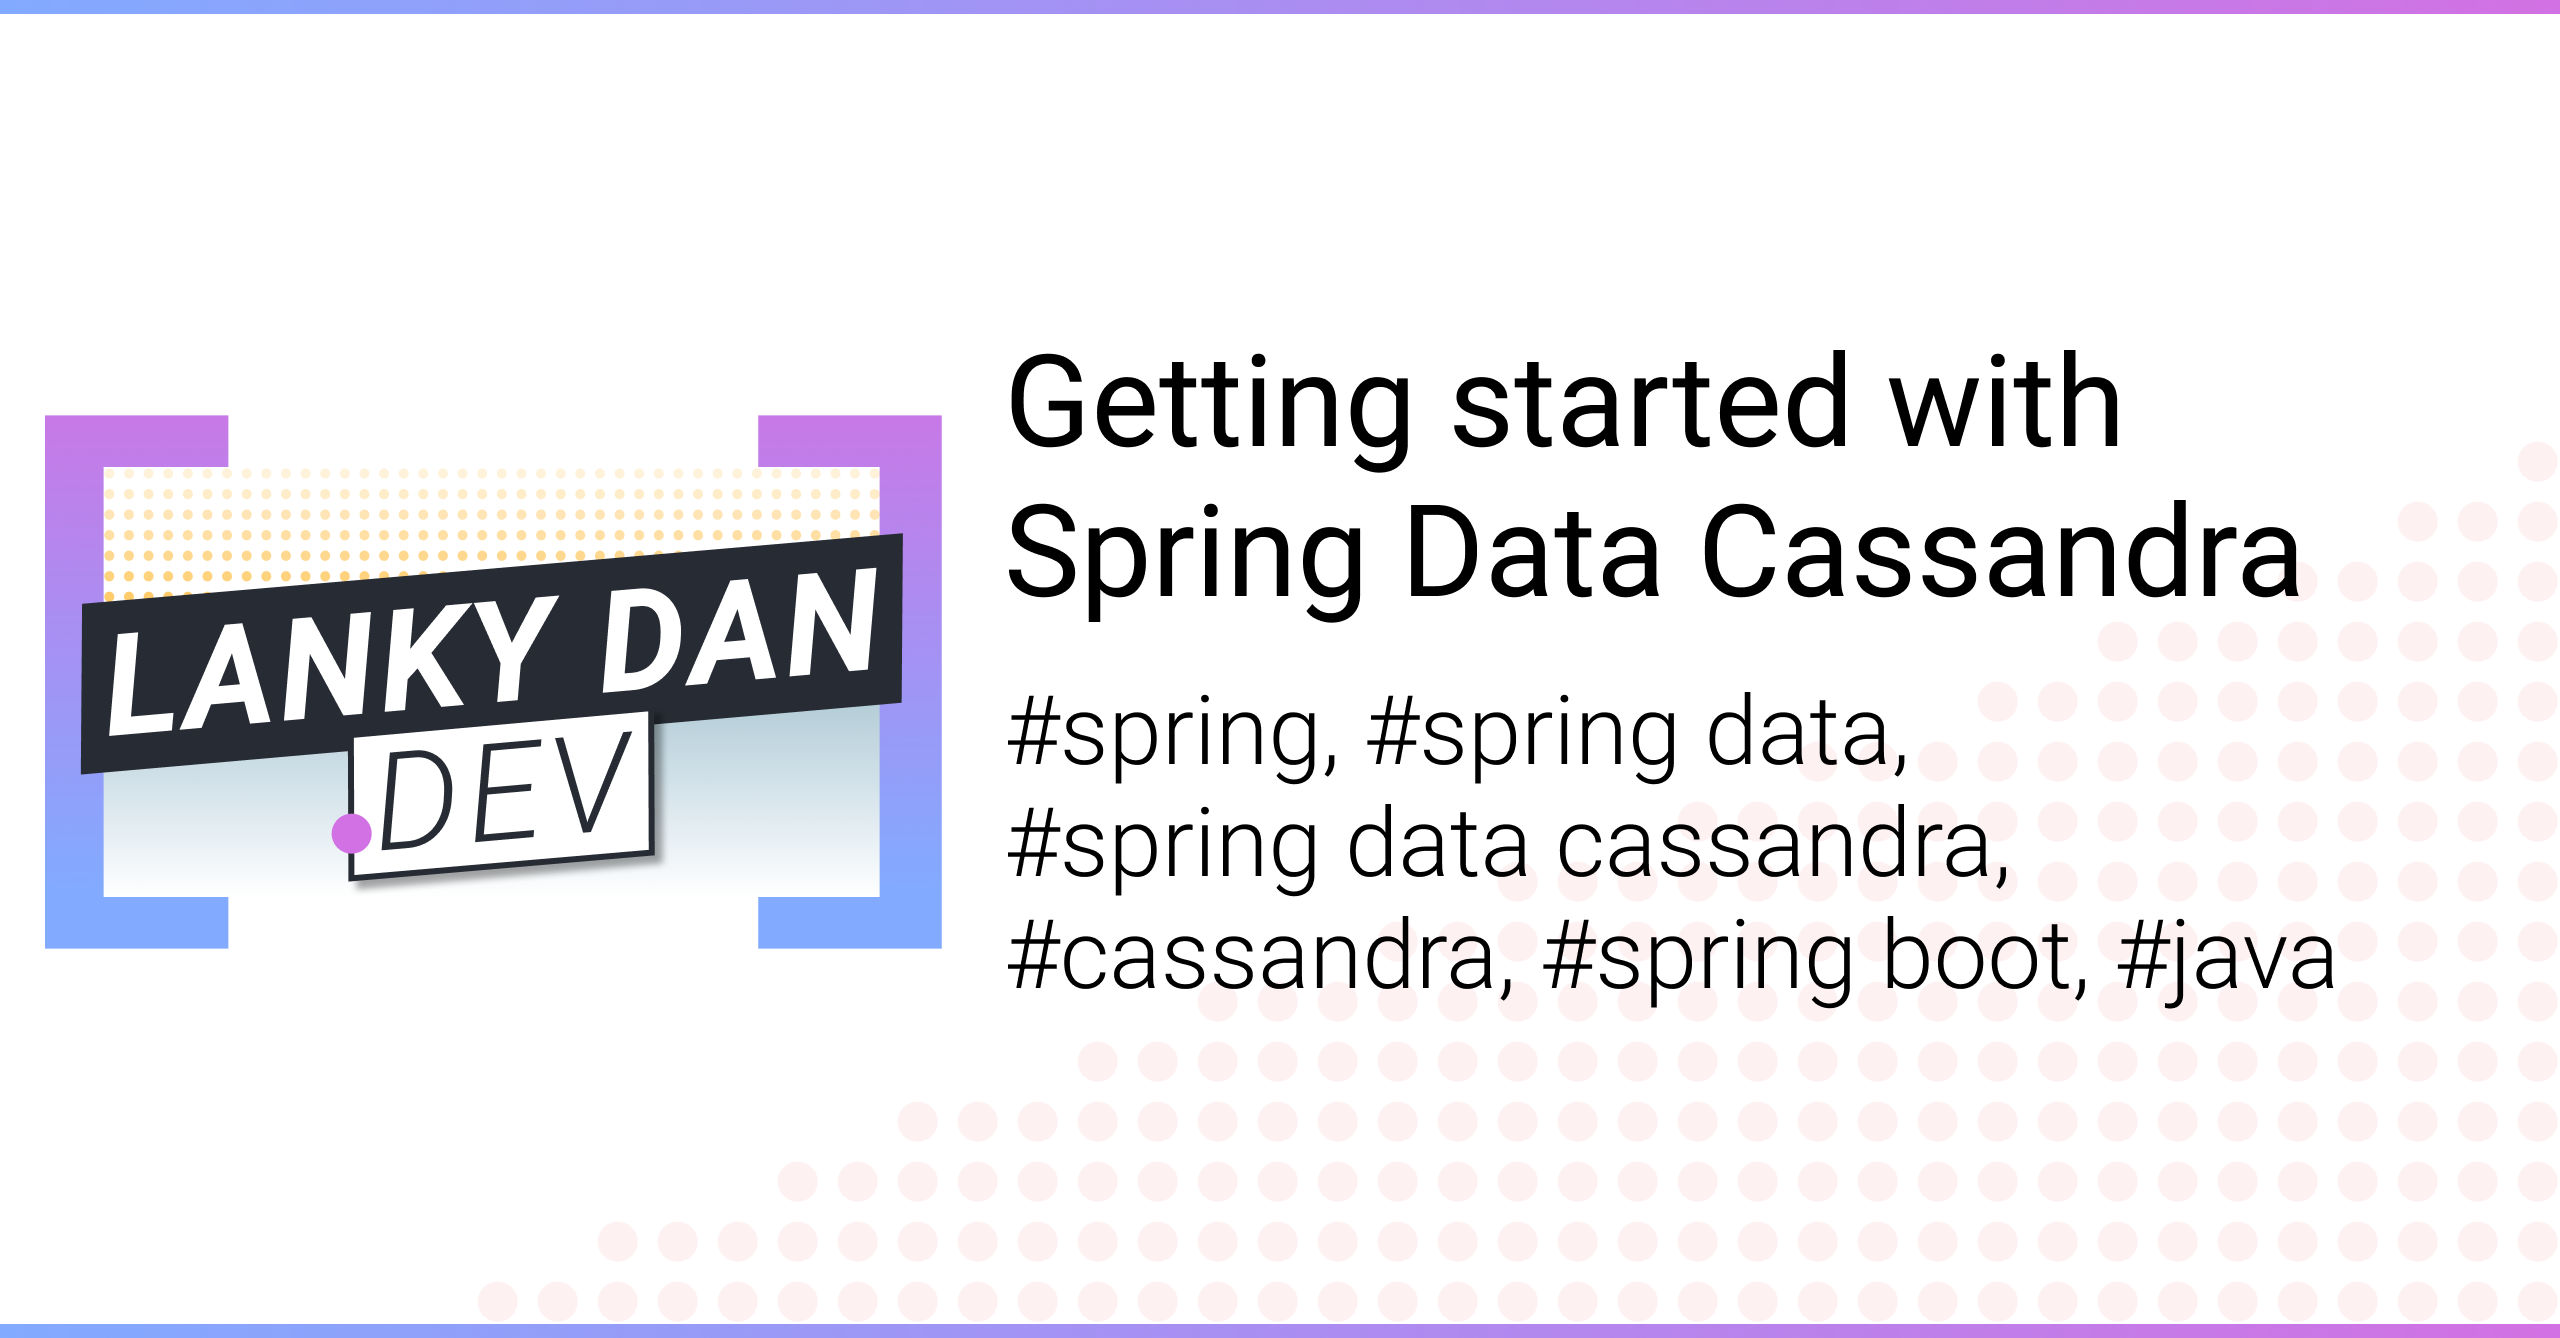 LANKY DAN
.DEV
Getting started with
Spring Data Cassandra
#spring, #spring data,
#spring data cassandra,
#cassandra, #spring boot, #java